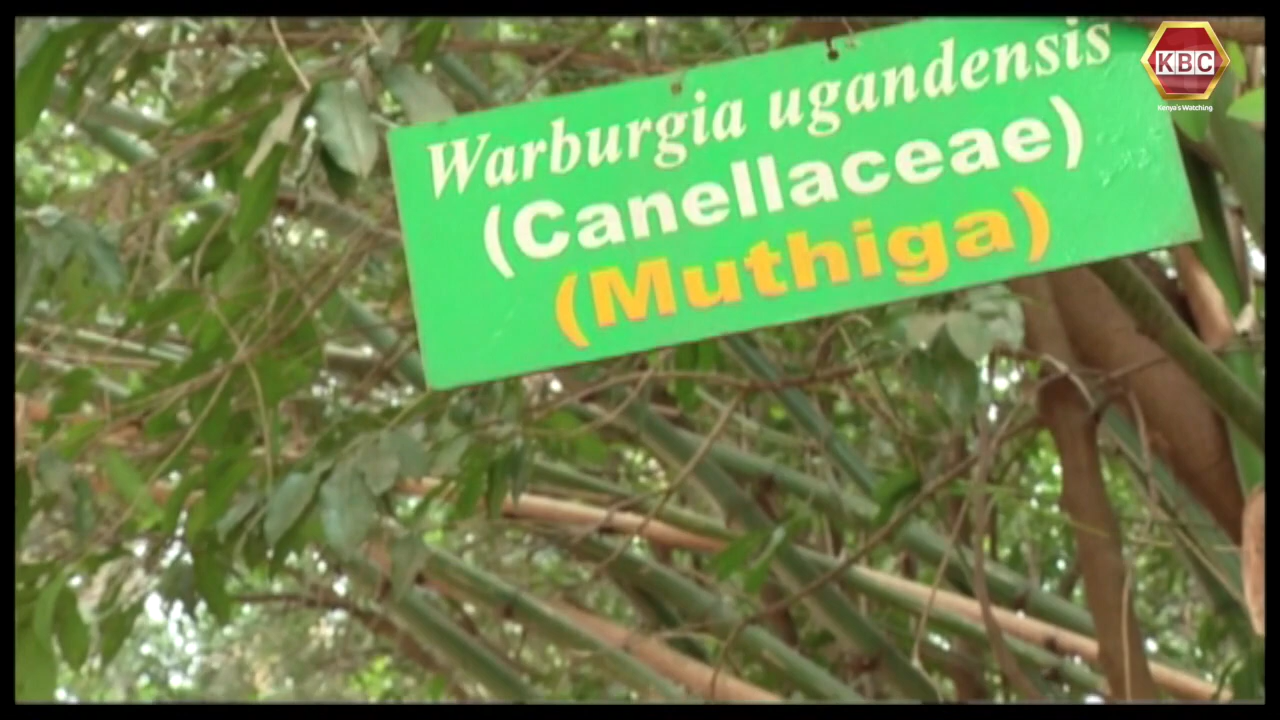 Warburgia ugandensis
(Canellaceae)
(Muthiga)
KBC
Kenya's Watching